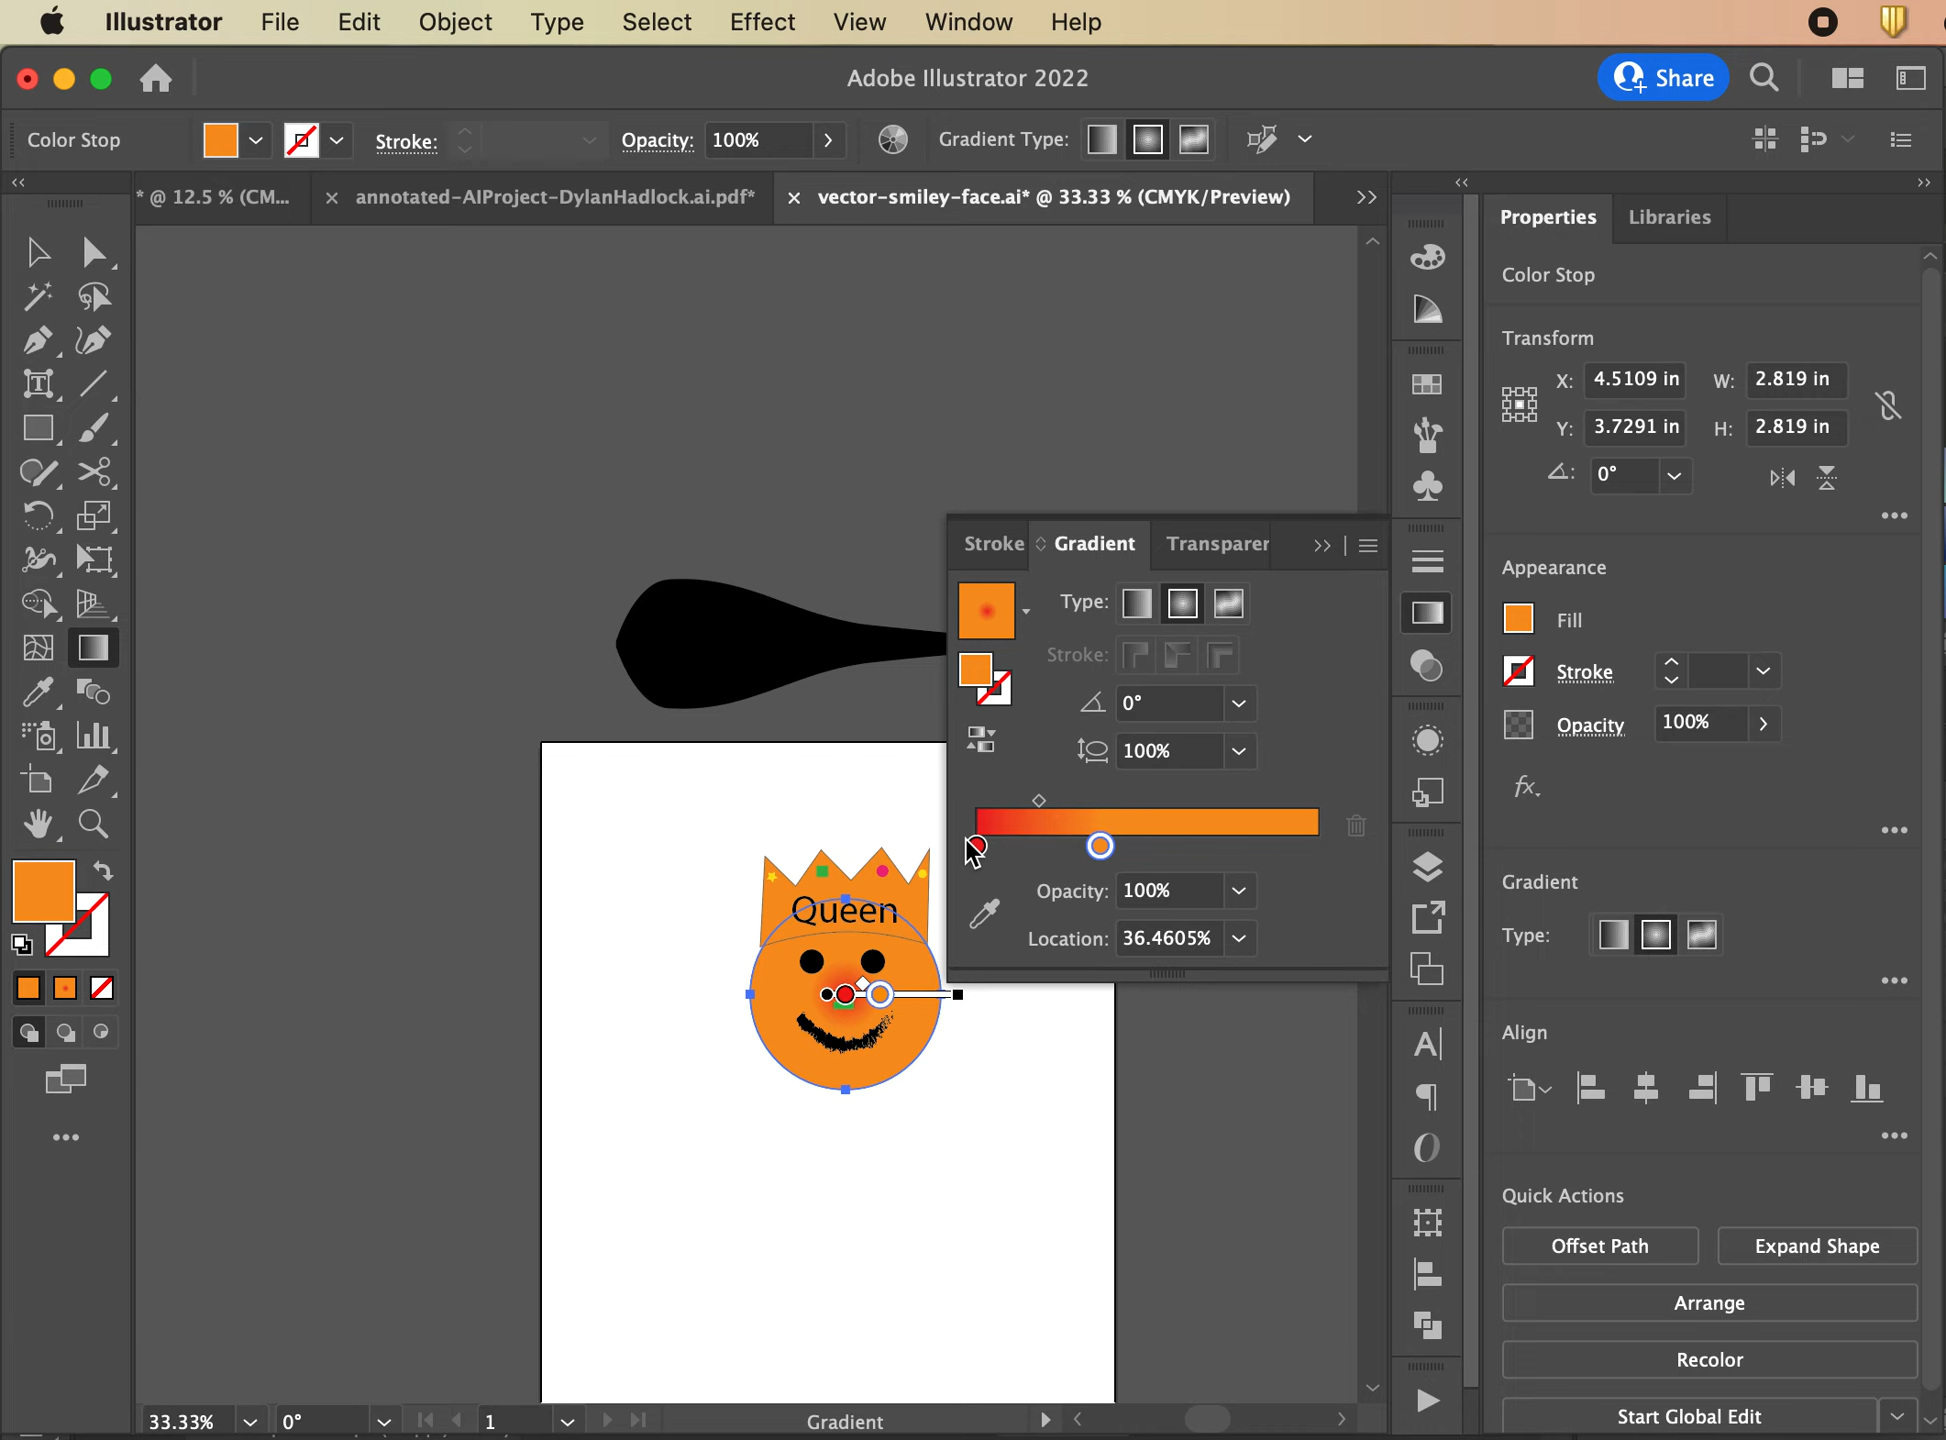 Illustrator File Edit Object Type Select Effect View Window Help
Adobe Illustrator 2022
Share
Color Stop Stroke: Opacity: 100% Gradient Type:
* @ 12.5 % (CM... annotated-AIProject-DylanHadlock.ai.pdf* vector-smiley-face.ai* @ 33.33 % (CMYK/Preview)
Properties Libraries
Color Stop
Transform
X: 4.5109 in W: 2.819 in
Y: 3.7291 in H: 2.819 in
0°
Appearance
Fill
Stroke
Opacity 100%
fx.
Gradient
Type:
Align
Quick Actions
Offset Path Expand Shape
Arrange
Recolor
Start Global Edit
Stroke Gradient Transparer
Type:
Stroke:
0°
100%
Opacity: 100%
Location: 36.4605%
Queen
33.33% 0° 1 Gradient